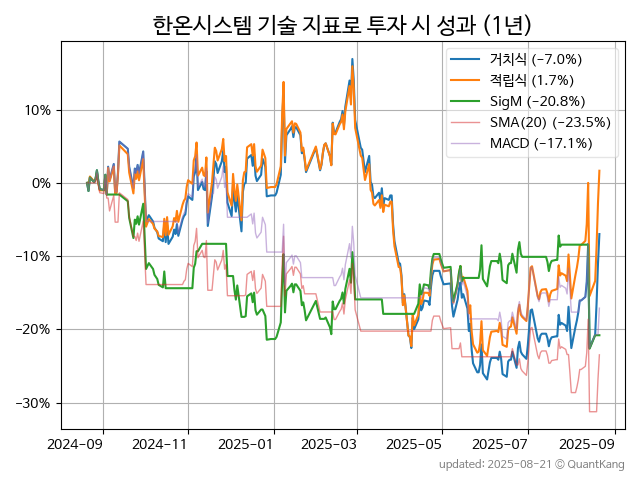 한온시스템 기술 지표로 투자 시 성과 (1년)
거치식 (−7.0%)
적립식 (1.7%)
SigM (−20.8%)
SMA(20) (−23.5%)
MACD (−17.1%)
10%
0%
−10%
−20%
−30%
2024-09 2024-11 2025-01 2025-03 2025-05 2025-07 2025-09
updated: 2025-08-21 © QuantKang